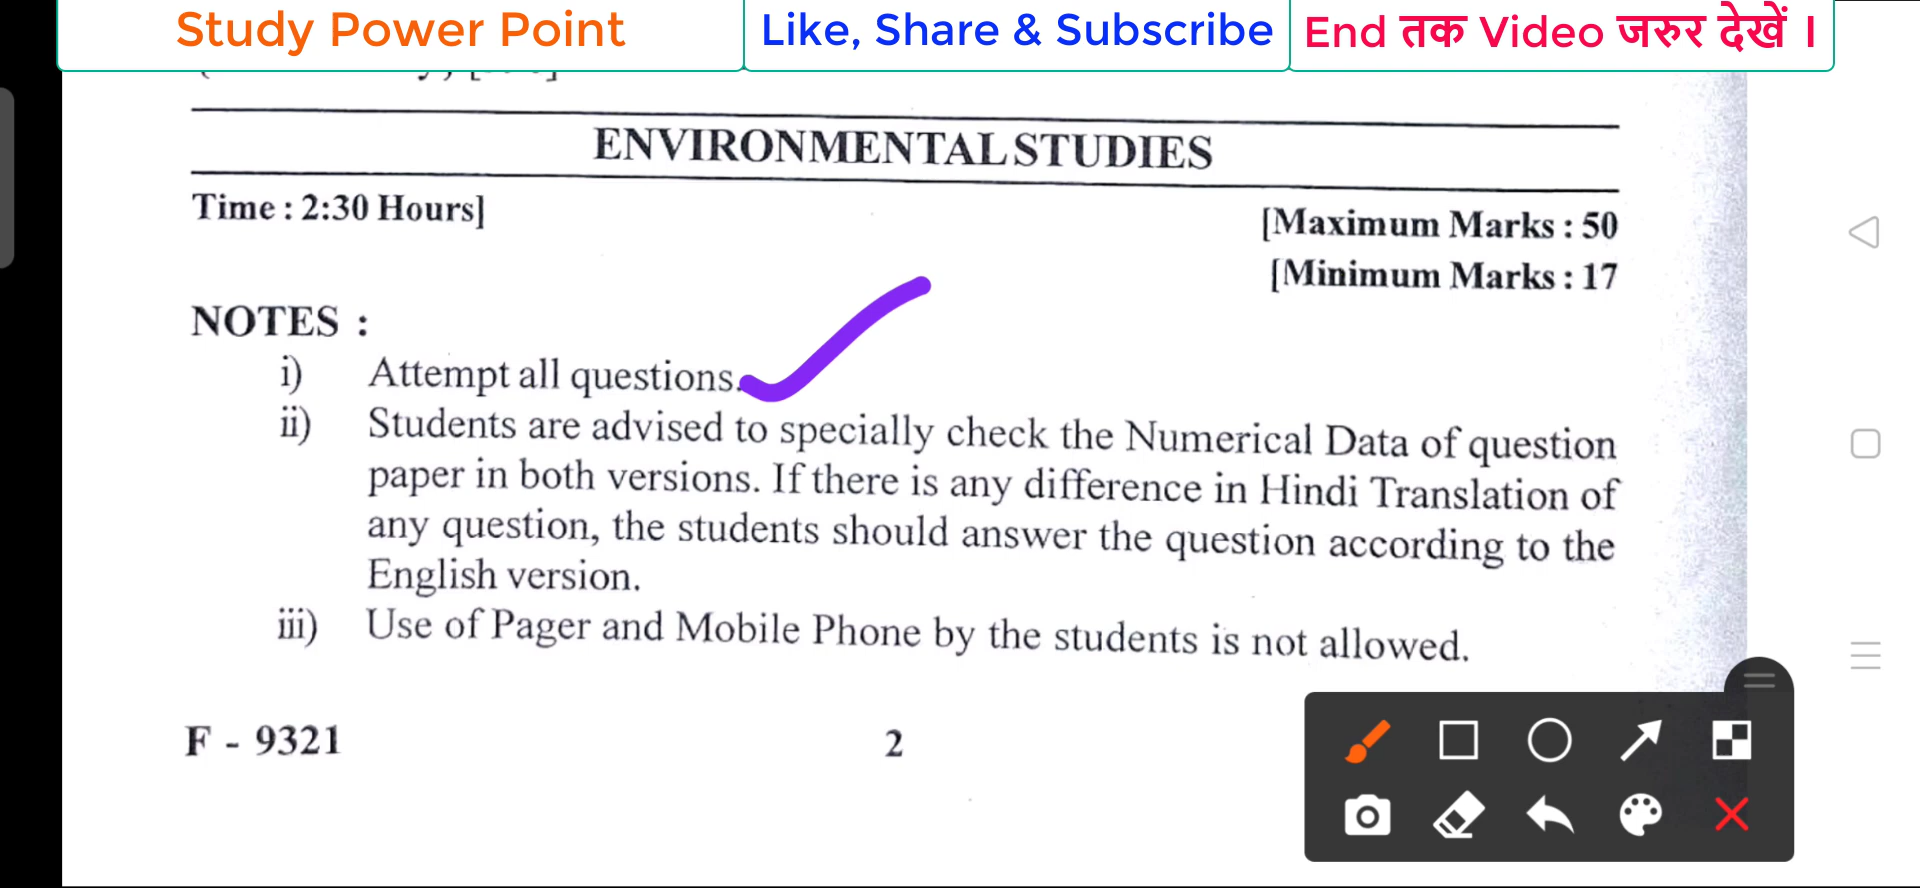 Study Power Point
Like, Share & Subscribe
End तक Video जरुर देखें ।
ENVIRONMENTAL STUDIES
Time : 2:30 Hours]
[Maximum Marks : 50
[Minimum Marks : 17
NOTES :
i) Attempt all questions.
ii) Students are advised to specially check the Numerical Data of question
paper in both versions. If there is any difference in Hindi Translation of
any question, the students should answer the question according to the
English version.
iii) Use of Pager and Mobile Phone by the students is not allowed.
F - 9321
2